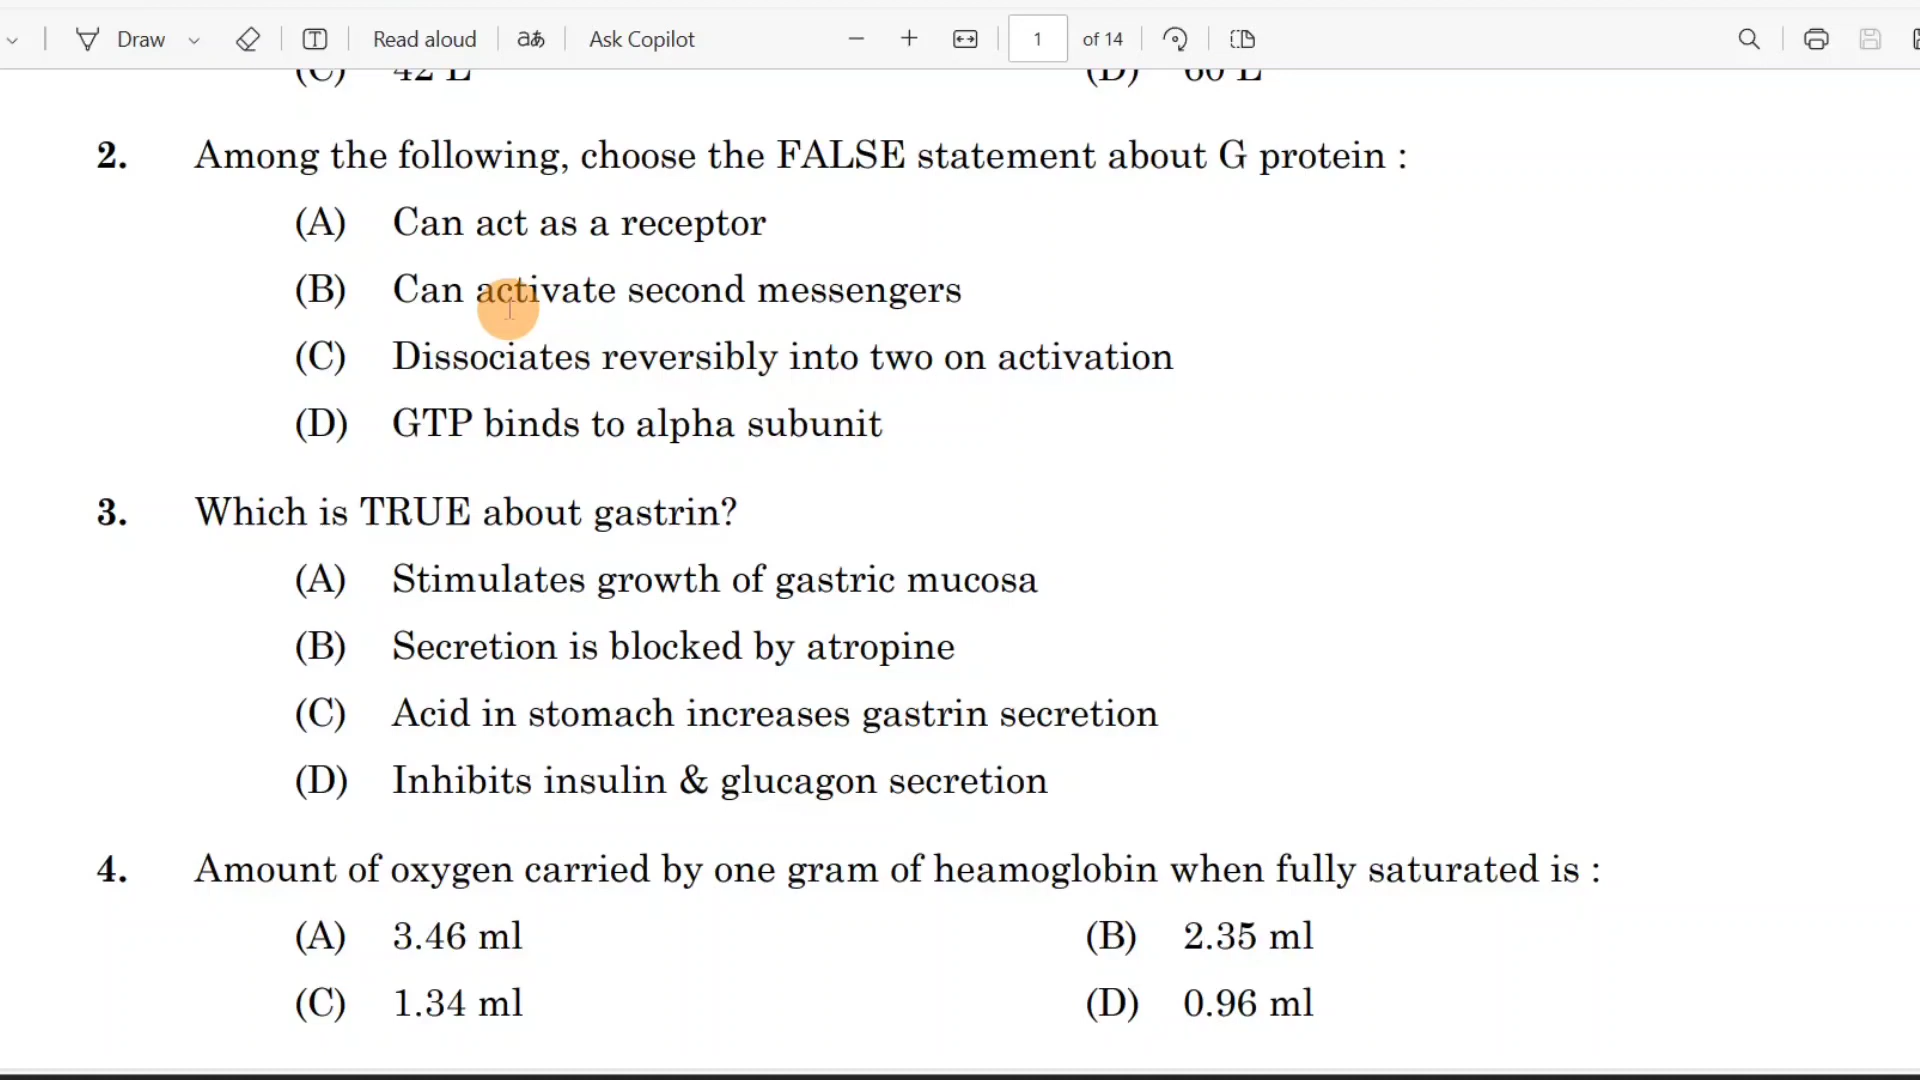 Draw Read aloud aあ Ask Copilot 1 of 14
(C) 42 L (D) 60 L
2. Among the following, choose the FALSE statement about G protein :
(A) Can act as a receptor
(B) Can activate second messengers
(C) Dissociates reversibly into two on activation
(D) GTP binds to alpha subunit
3. Which is TRUE about gastrin?
(A) Stimulates growth of gastric mucosa
(B) Secretion is blocked by atropine
(C) Acid in stomach increases gastrin secretion
(D) Inhibits insulin & glucagon secretion
4. Amount of oxygen carried by one gram of heamoglobin when fully saturated is :
(A) 3.46 ml (B) 2.35 ml
(C) 1.34 ml (D) 0.96 ml